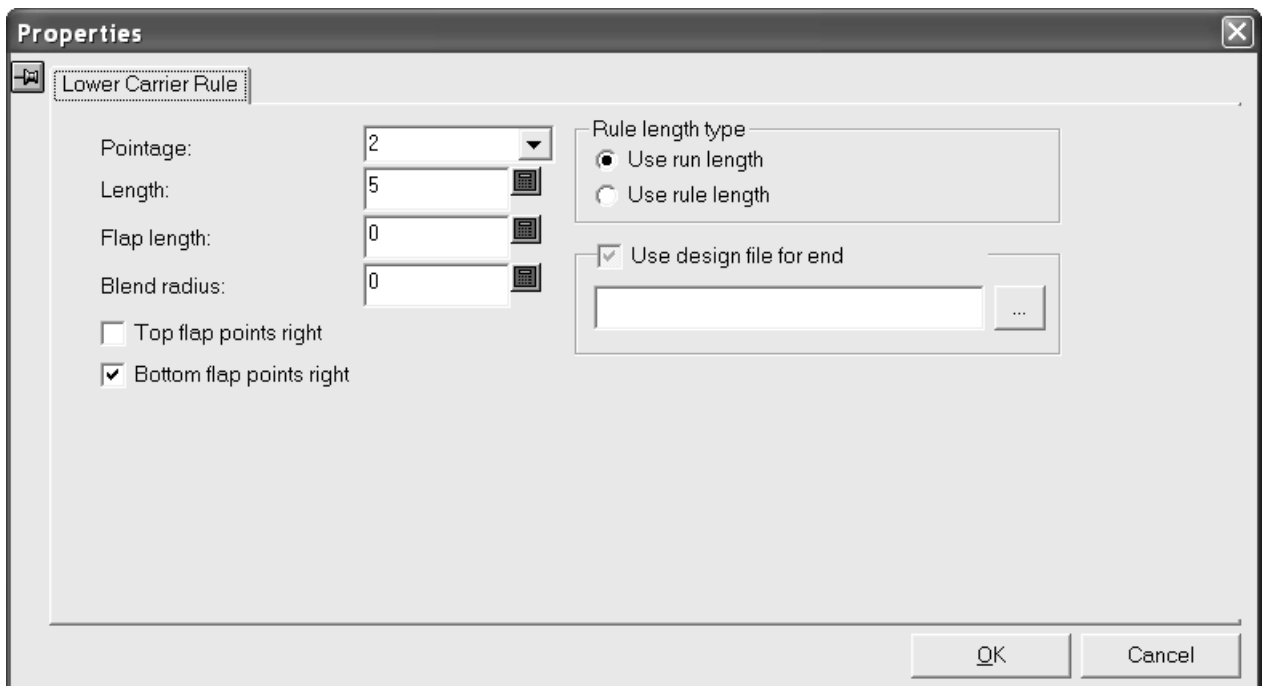 Properties
Lower Carrier Rule
Pointage:
2
Length:
5
Flap length:
0
Blend radius:
0
Top flap points right
Bottom flap points right
Rule length type
Use run length
Use rule length
Use design file for end
...
OK
Cancel